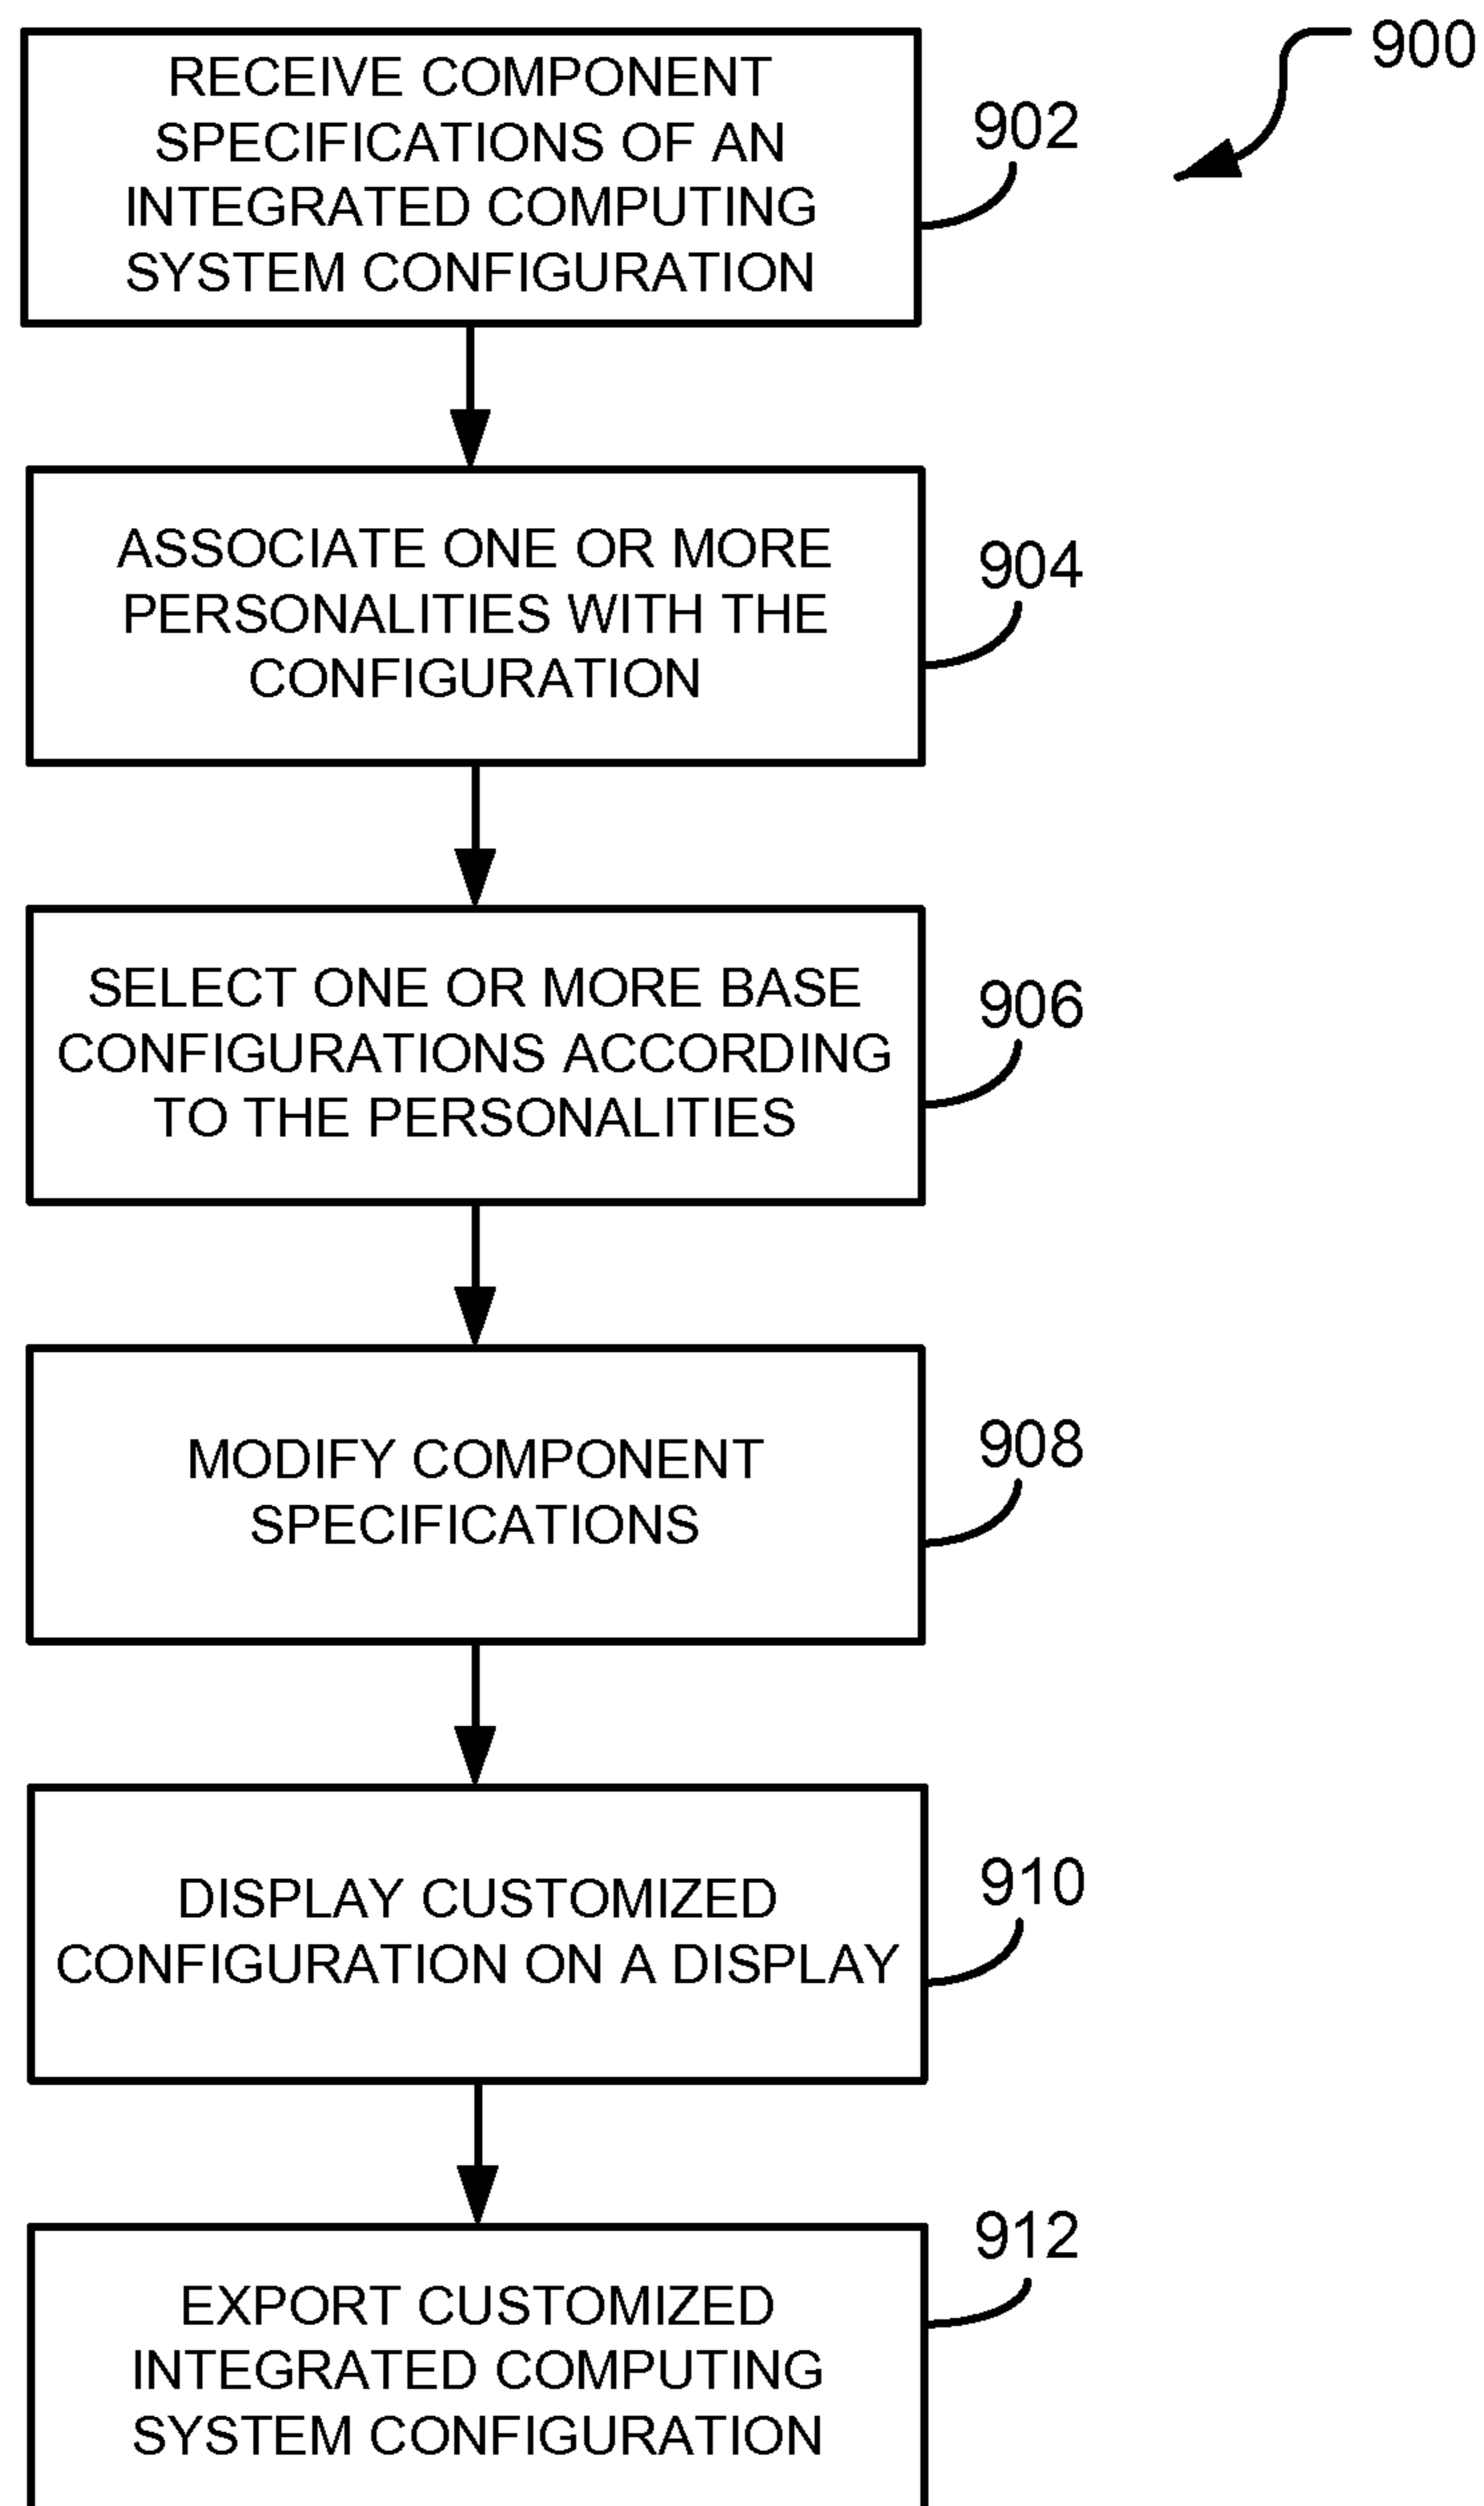 900
RECEIVE COMPONENT
SPECIFICATIONS OF AN
INTEGRATED COMPUTING
SYSTEM CONFIGURATION
902
ASSOCIATE ONE OR MORE
PERSONALITIES WITH THE
CONFIGURATION
904
SELECT ONE OR MORE BASE
CONFIGURATIONS ACCORDING
TO THE PERSONALITIES
906
MODIFY COMPONENT
SPECIFICATIONS
908
DISPLAY CUSTOMIZED
CONFIGURATION ON A DISPLAY
910
EXPORT CUSTOMIZED
INTEGRATED COMPUTING
SYSTEM CONFIGURATION
912